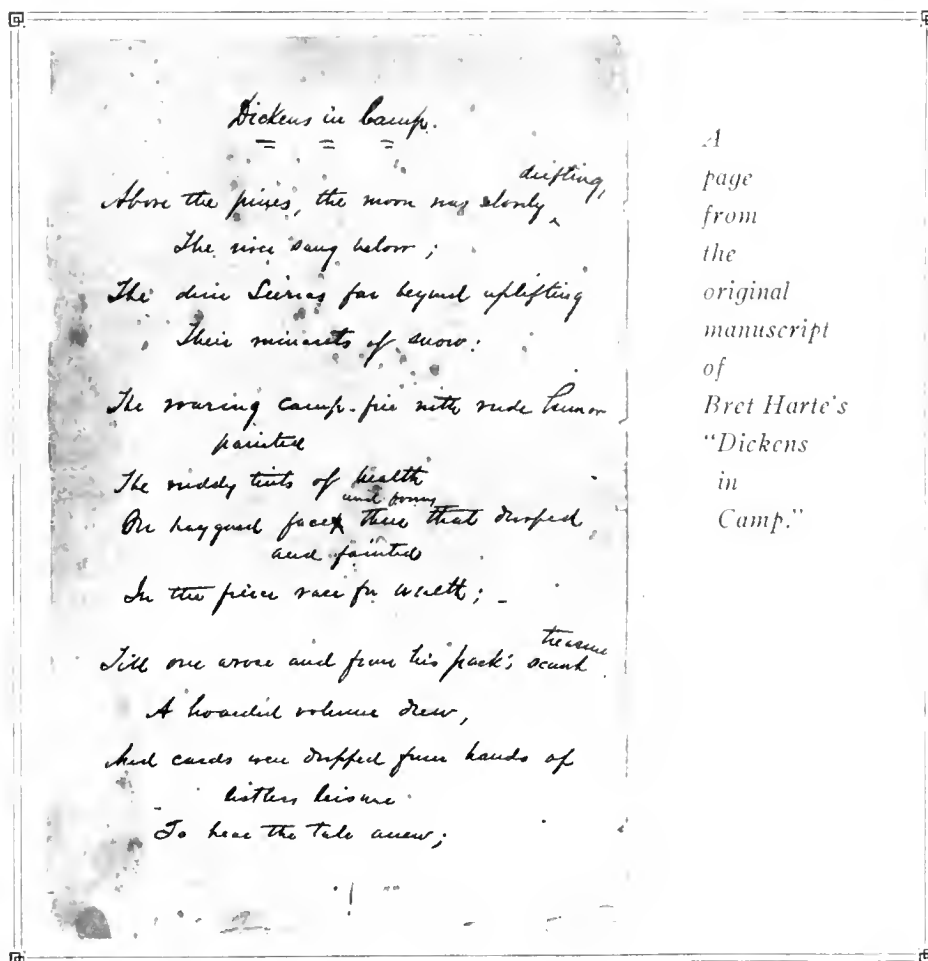 Dickens in Camp.
drifting,
Above the pines, the moon was slowly
The river sang below;
The dim Sierras far beyond uplifting
Their minarets of snow:
The roaring camp-fire with rude humor
painted
The ruddy tints of health
and form
On haggard face there that drooped
and fainted
In the fierce race for wealth; -
treasure
Till one arose and from his pack's scant
A hoarded volume drew,
And cards were dropped from hands of
listless leisure
To hear the tale anew;
A
page
from
the
original
manuscript
of
Bret Harte's
"Dickens
in
Camp."